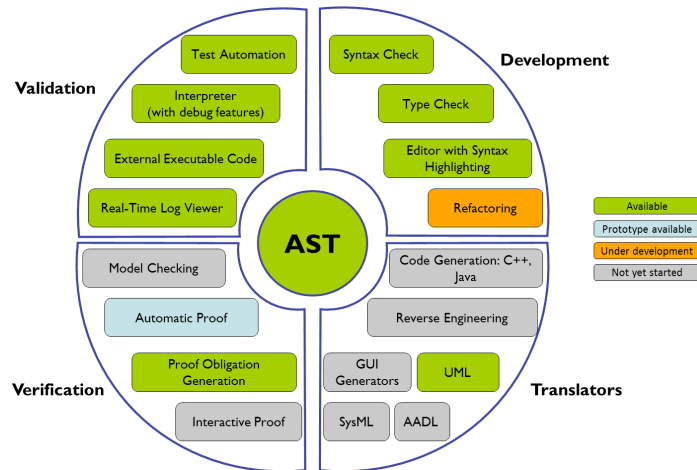 Validation
Test Automation
Interpreter
(with debug features)
External Executable Code
Real-Time Log Viewer
Development
Syntax Check
Type Check
Editor with Syntax
Highlighting
Refactoring
AST
Available
Prototype available
Under development
Not yet started
Verification
Model Checking
Automatic Proof
Proof Obligation
Generation
Interactive Proof
Translators
Code Generation: C++,
Java
Reverse Engineering
GUI
Generators
UML
SysML
AADL